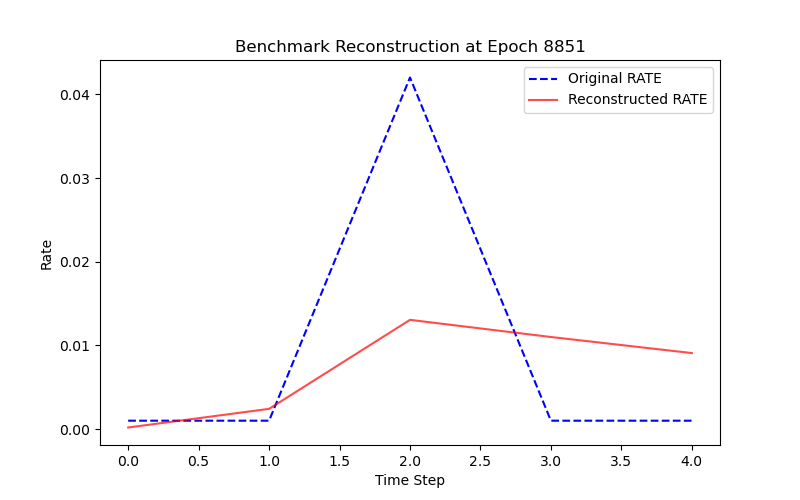 Benchmark Reconstruction at Epoch 8851
Original RATE
Reconstructed RATE
Rate
0.04
0.03
0.02
0.01
0.00
0.0 0.5 1.0 1.5 2.0 2.5 3.0 3.5 4.0
Time Step